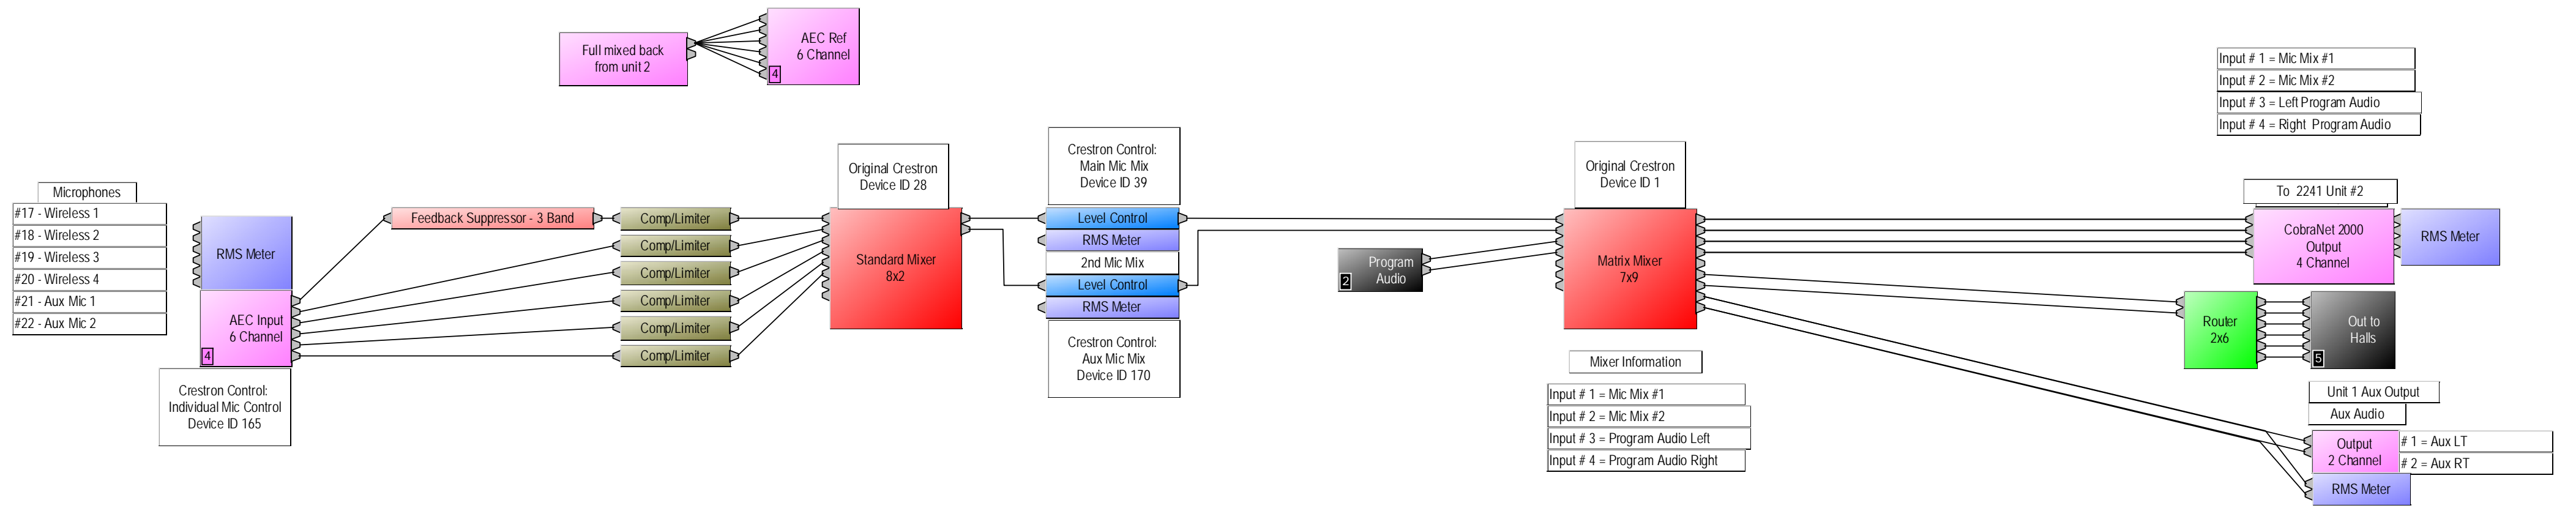 Full mixed back
from unit 2
AEC Ref
6 Channel
4
Input # 1 = Mic Mix #1
Input # 2 = Mic Mix #2
Input # 3 = Left Program Audio
Input # 4 = Right  Program Audio
Microphones
#17 - Wireless 1
#18 - Wireless 2
#19 - Wireless 3
#20 - Wireless 4
#21 - Aux Mic 1
#22 - Aux Mic 2
RMS Meter
AEC Input
6 Channel
4
Crestron Control:
Individual Mic Control
Device ID 165
Feedback Suppressor - 3 Band
Comp/Limiter
Comp/Limiter
Comp/Limiter
Comp/Limiter
Comp/Limiter
Comp/Limiter
Original Crestron
Device ID 28
Standard Mixer
8x2
Crestron Control:
Main Mic Mix
Device ID 39
Level Control
RMS Meter
2nd Mic Mix
Level Control
RMS Meter
Crestron Control:
Aux Mic Mix
Device ID 170
Program
Audio
2
Original Crestron
Device ID 1
Matrix Mixer
7x9
Mixer Information
Input # 1 = Mic Mix #1
Input # 2 = Mic Mix #2
Input # 3 = Program Audio Left
Input # 4 = Program Audio Right
To  2241 Unit #2
CobraNet 2000
Output
4 Channel
RMS Meter
Router
2x6
Out to
Halls
5
Unit 1 Aux Output
Aux Audio
Output
2 Channel
# 1 = Aux LT
# 2 = Aux RT
RMS Meter